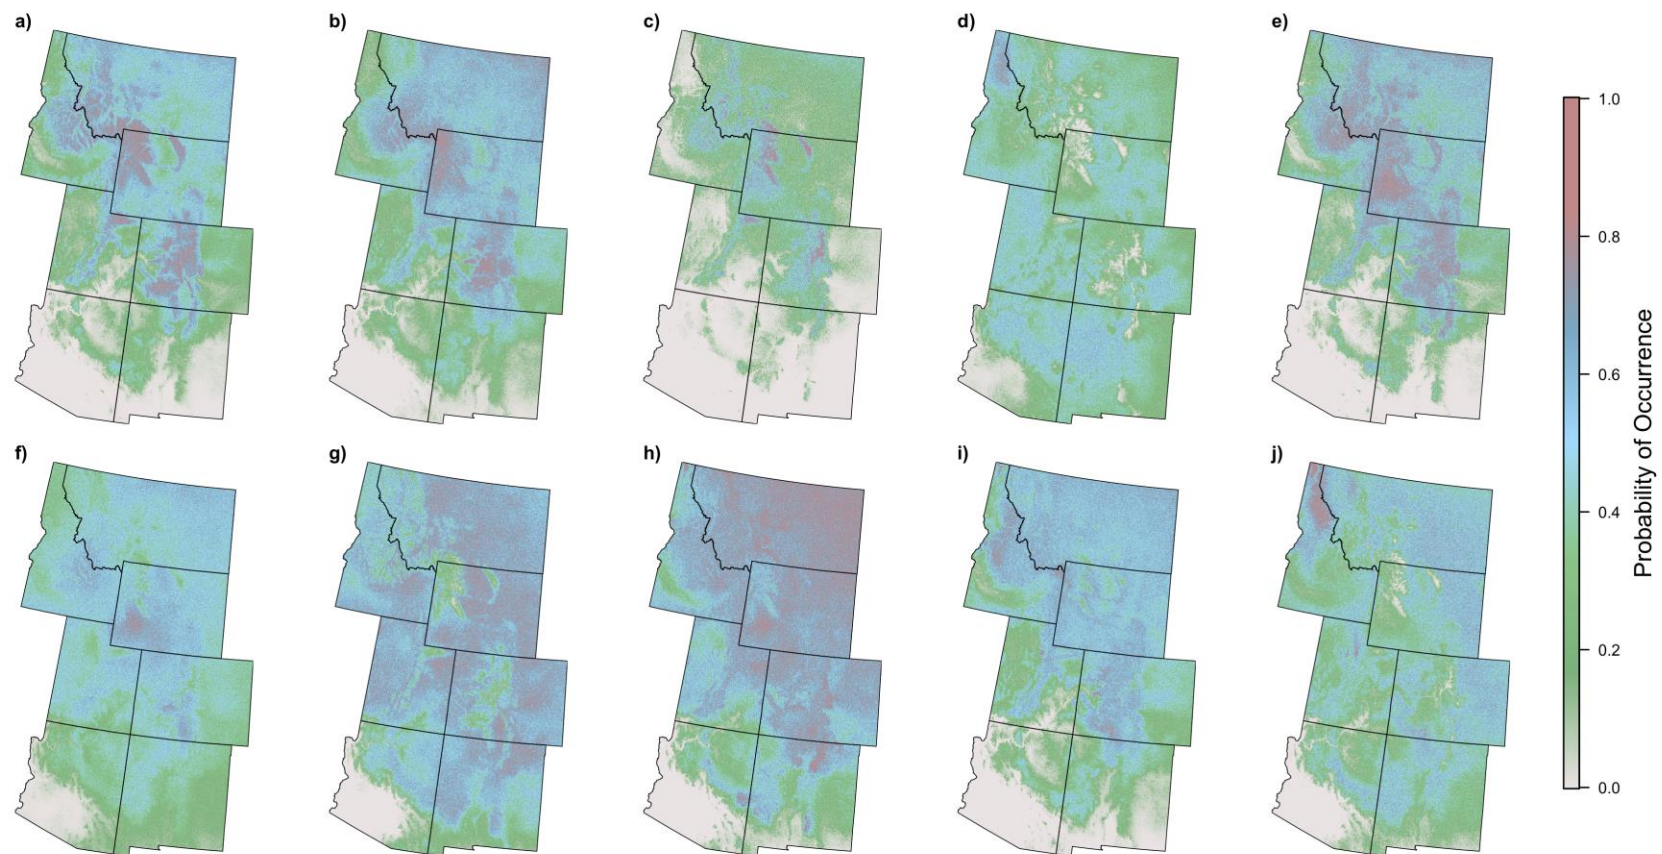 a)
b)
c)
d)
e)
f)
g)
h)
i)
j)
1.0
0.8
0.6
0.4
0.2
0.0
Probability of Occurrence